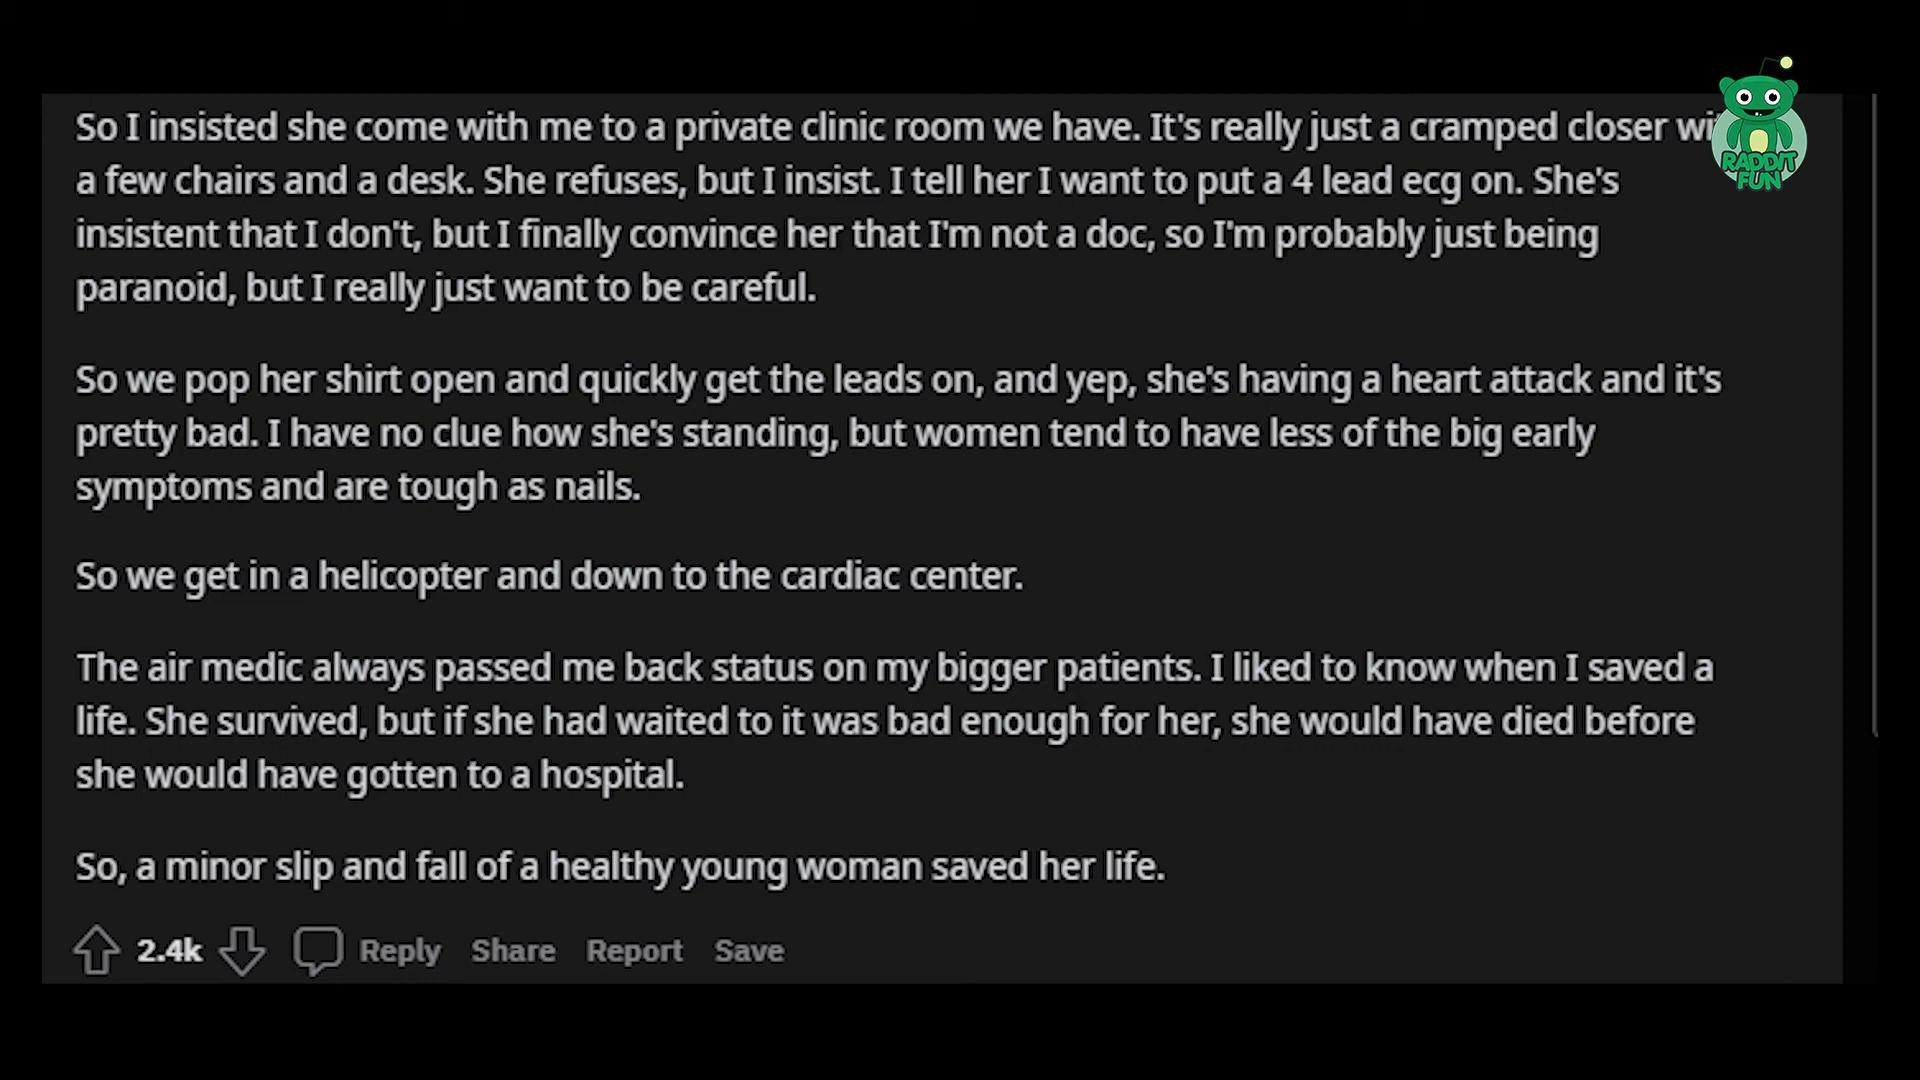 So I insisted she come with me to a private clinic room we have. It's really just a cramped closer
a few chairs and a desk. She refuses, but I insist. I tell her I want to put a 4 lead ecg on. She's
insistent that I don't, but I finally convince her that I'm not a doc, so I'm probably just being
paranoid, but I really just want to be careful.
So we pop her shirt open and quickly get the leads on, and yep, she's having a heart attack and it's
pretty bad. I have no clue how she's standing, but women tend to have less of the big early
symptoms and are tough as nails.
So we get in a helicopter and down to the cardiac center.
The air medic always passed me back status on my bigger patients. I liked to know when I saved a
life. She survived, but if she had waited to it was bad enough for her, she would have died before
she would have gotten to a hospital.
So, a minor slip and fall of a healthy young woman saved her life.
2.4k Reply Share Report Save
RADDIT
FUN